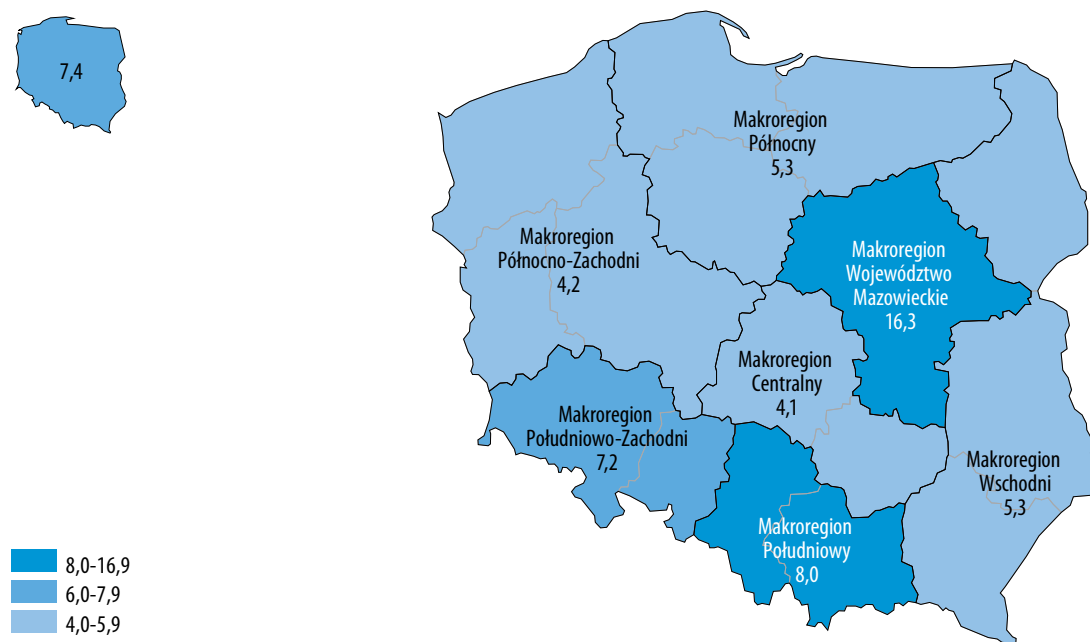 7,4
Makroregion
Północny
5,3
Makroregion
Północno-Zachodni
4,2
Makroregion
Województwo
Mazowieckie
16,3
Makroregion
Centralny
4,1
Makroregion
Południowo-Zachodni
7,2
Makroregion
Wschodni
5,3
Makroregion
Południowy
8,0
8,0-16,9
6,0-7,9
4,0-5,9